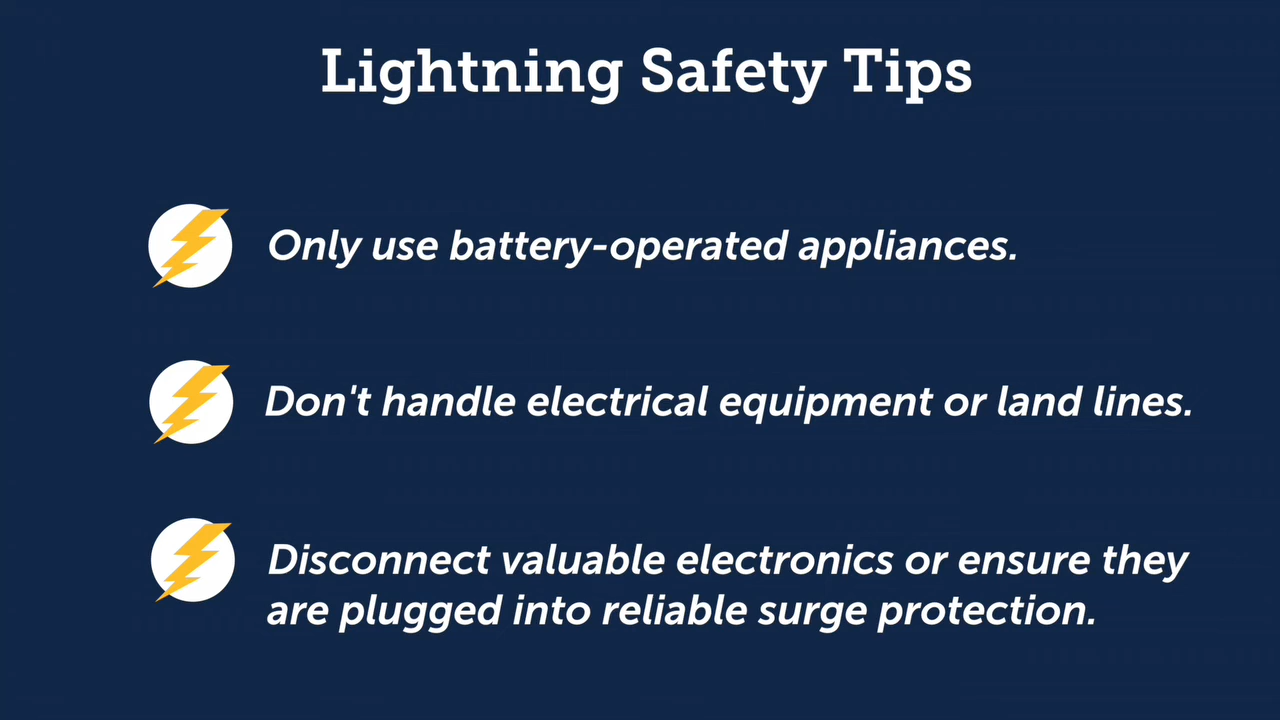 Lightning Safety Tips
Only use battery-operated appliances.
Don't handle electrical equipment or land lines.
Disconnect valuable electronics or ensure they
are plugged into reliable surge protection.